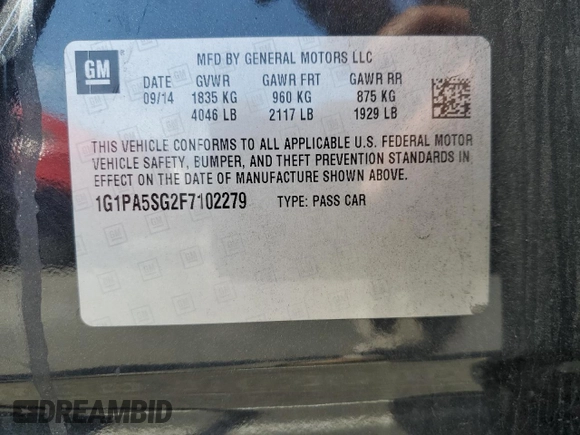 GM
MFD BY GENERAL MOTORS LLC
DATE GVWR GAWR FRT GAWR RR
09/14 1835 KG 960 KG 875 KG
4046 LB 2117 LB 1929 LB
THIS VEHICLE CONFORMS TO ALL APPLICABLE U.S. FEDERAL MOTOR
VEHICLE SAFETY, BUMPER, AND THEFT PREVENTION STANDARDS IN
EFFECT ON THE DATE OF MANUFACTURE SHOWN ABOVE.
1G1PA5SG2F7102279 TYPE: PASS CAR
DREAMBID